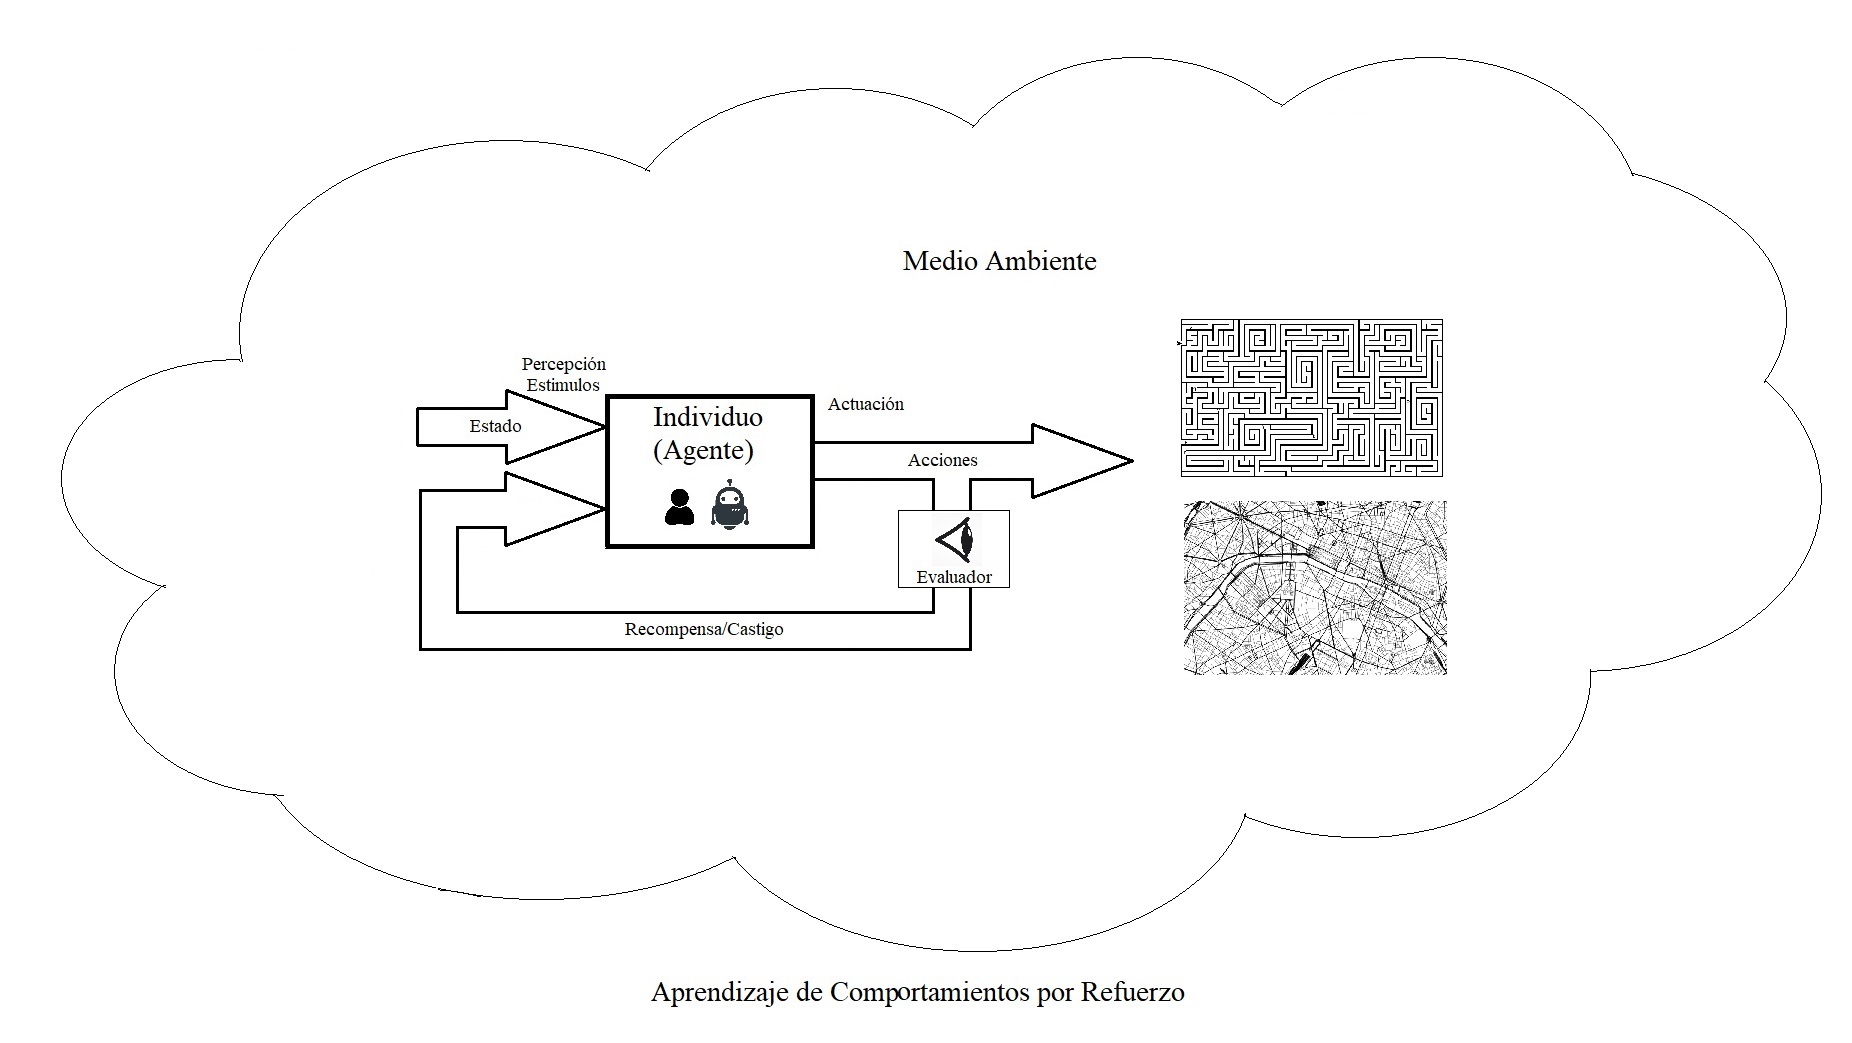 Medio Ambiente
Percepción
Estimulos
Estado
Individuo
(Agente)
Actuación
Acciones
Evaluador
Recompensa/Castigo
Aprendizaje de Comportamientos por Refuerzo